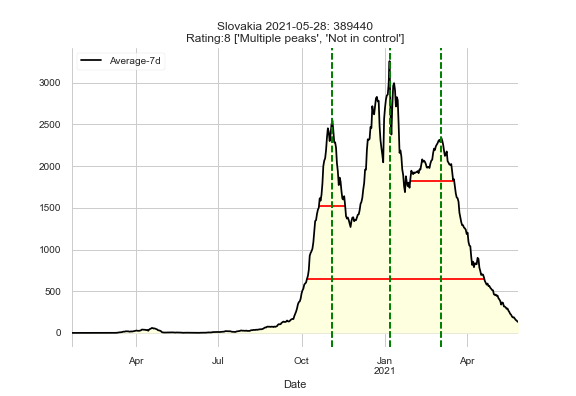 Slovakia 2021-05-28: 389440
Rating:8 ['Multiple peaks', 'Not in control']
Average-7d
3000
2500
2000
1500
1000
500
0
Apr
Jul
Oct
Jan
2021
Apr
Date